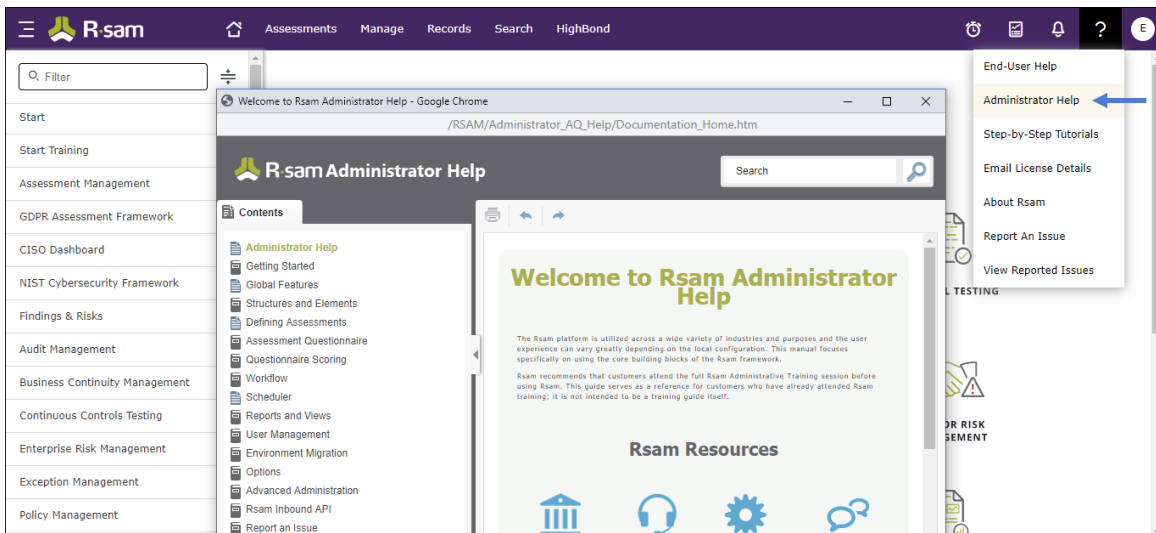 R·sam
Assessments
Manage
Records
Search
HighBond
?
E
Filter
Start
Start Training
Assessment Management
GDPR Assessment Framework
CISO Dashboard
NIST Cybersecurity Framework
Findings & Risks
Audit Management
Business Continuity Management
Continuous Controls Testing
Enterprise Risk Management
Exception Management
Policy Management
Welcome to Rsam Administrator Help - Google Chrome
/RSAM/Administrator_AQ_Help/Documentation_Home.htm
R·sam Administrator Help
Search
Contents
Administrator Help
Getting Started
Global Features
Structures and Elements
Defining Assessments
Assessment Questionnaire
Questionnaire Scoring
Workflow
Scheduler
Reports and Views
User Management
Environment Migration
Options
Advanced Administration
Rsam Inbound API
Report an Issue
Welcome to Rsam Administrator
Help
The Rsam platform is utilized across a wide variety of industries and purposes and the user
experience can vary greatly depending on the local configuration. This manual focuses
specifically on using the core building blocks of the Rsam framework.
Rsam recommends that customers attend the full Rsam Administrative Training session before
using Rsam. This guide serves as a reference for customers who have already attended Rsam
training; it is not intended to be a training guide itself.
Rsam Resources
End-User Help
Administrator Help
Step-by-Step Tutorials
Email License Details
About Rsam
Report An Issue
View Reported Issues
L TESTING
OR RISK
GEMENT